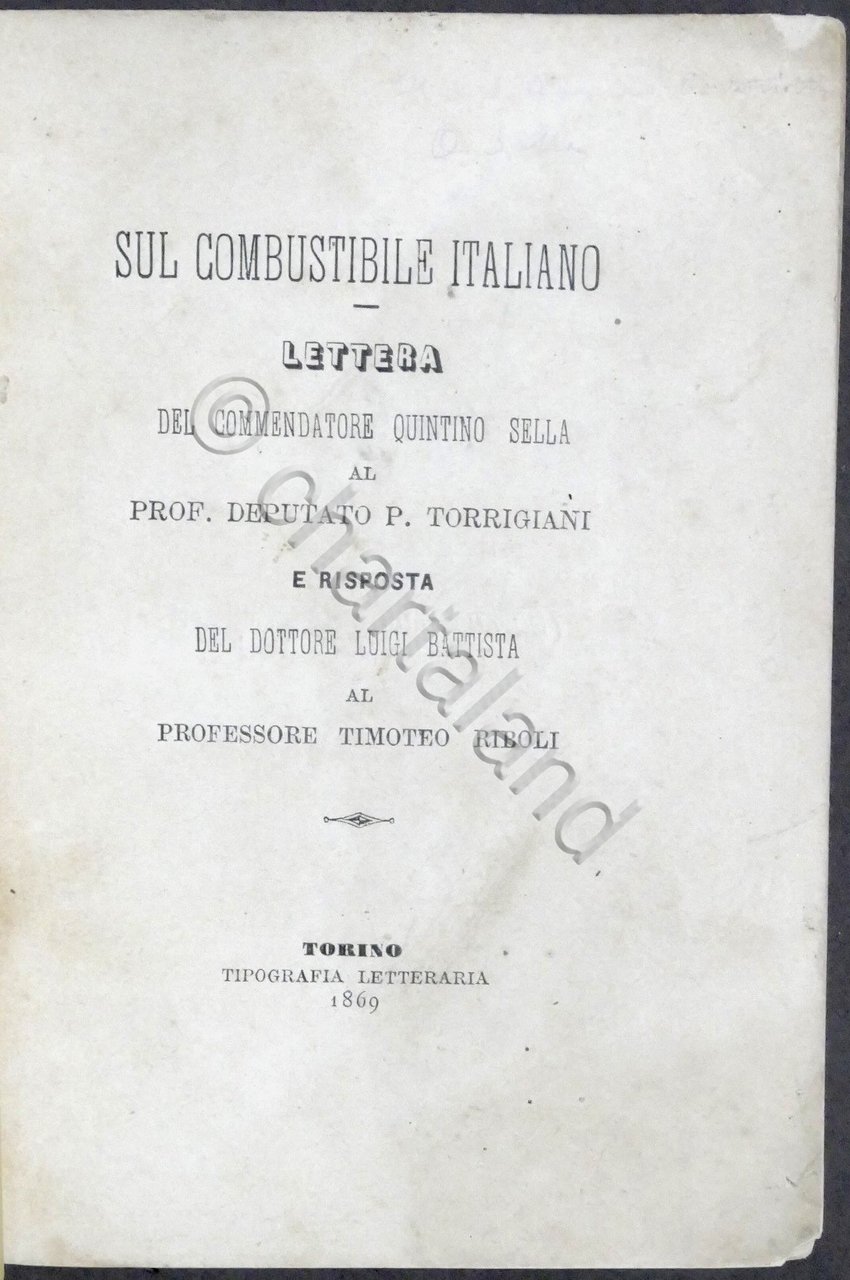 SUL COMBUSTIBILE ITALIANO
LETTERA
DEL COMMENDATORE QUINTINO SELLA
AL
PROF. DEPUTATO P. TORRIGIANI
E RISPOSTA
DEL DOTTORE LUIGI BATTISTA
AL
PROFESSORE TIMOTEO RIBOLI
TORINO
TIPOGRAFIA LETTERARIA
1869
© chartaland